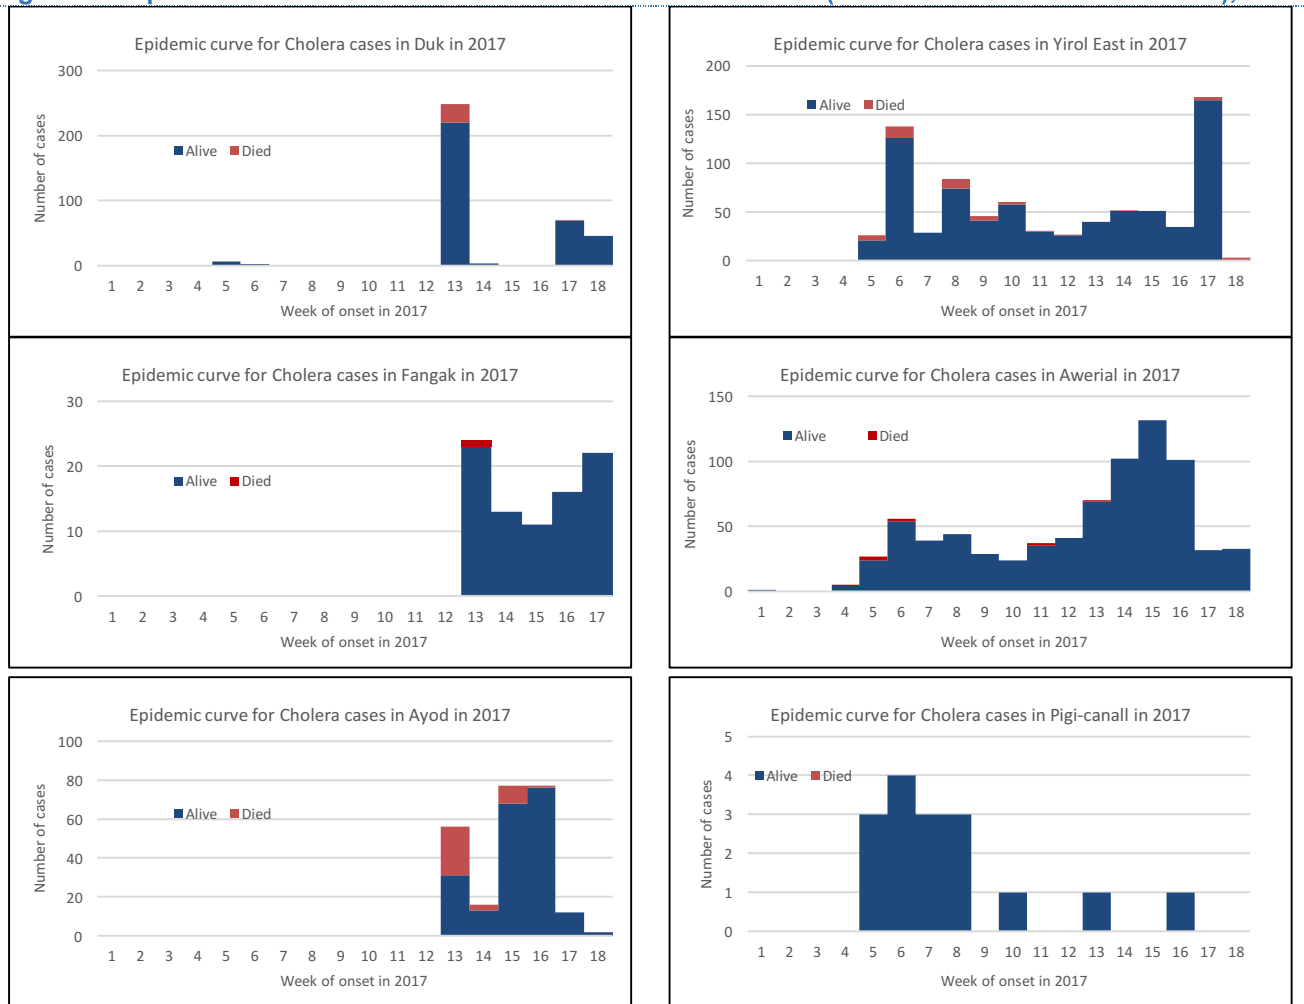 Epidemic curve for Cholera cases in Duk in 2017
300
200
100
0
Number of cases
Alive Died
1 2 3 4 5 6 7 8 9 10 11 12 13 14 15 16 17 18
Week of onset in 2017
Epidemic curve for Cholera cases in Yirol East in 2017
200
150
100
50
0
Number of cases
Alive Died
1 2 3 4 5 6 7 8 9 10 11 12 13 14 15 16 17 18
Week of onset in 2017
Epidemic curve for Cholera cases in Fangak in 2017
30
20
10
0
Number of cases
Alive Died
1 2 3 4 5 6 7 8 9 10 11 12 13 14 15 16 17
Week of onset in 2017
Epidemic curve for Cholera cases in Awerial in 2017
150
100
50
0
Number of cases
Alive Died
1 2 3 4 5 6 7 8 9 10 11 12 13 14 15 16 17 18
Week of onset in 2017
Epidemic curve for Cholera cases in Ayod in 2017
100
80
60
40
20
0
Number of cases
Alive Died
1 2 3 4 5 6 7 8 9 10 11 12 13 14 15 16 17 18
Week of onset in 2017
Epidemic curve for Cholera cases in Pigi-canall in 2017
5
4
3
2
1
0
Number of cases
Alive Died
1 2 3 4 5 6 7 8 9 10 11 12 13 14 15 16 17 18
Week of onset in 2017